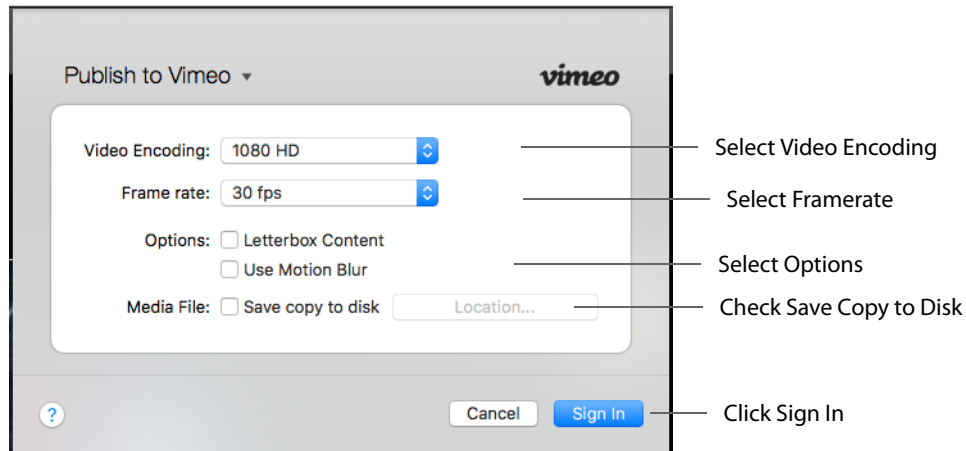 Publish to Vimeo
vimeo
Video Encoding: 1080 HD
Select Video Encoding
Frame rate: 30 fps
Select Framerate
Options: Letterbox Content
Use Motion Blur
Select Options
Media File: Save copy to disk Location...
Check Save Copy to Disk
? Cancel Sign In
Click Sign In